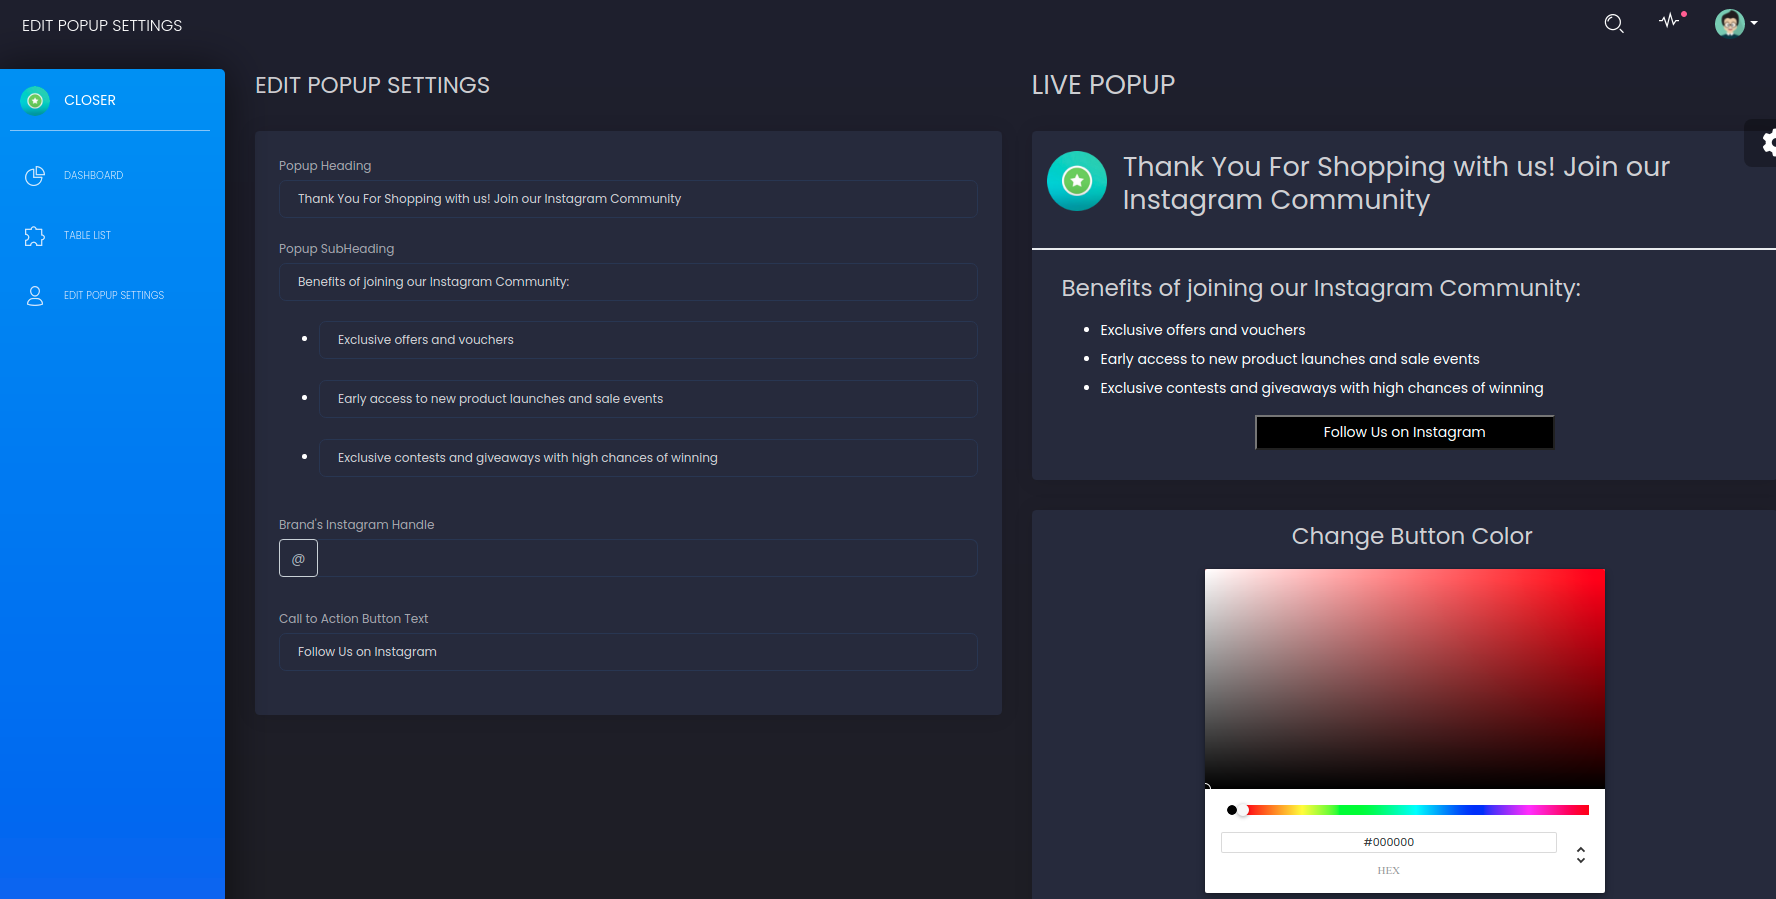 EDIT POPUP SETTINGS
CLOSER
DASHBOARD
TABLE LIST
EDIT POPUP SETTINGS
EDIT POPUP SETTINGS
Popup Heading
Thank You For Shopping with us! Join our Instagram Community
Popup SubHeading
Benefits of joining our Instagram Community:
Exclusive offers and vouchers
Early access to new product launches and sale events
Exclusive contests and giveaways with high chances of winning
Brand's Instagram Handle
@
Call to Action Button Text
Follow Us on Instagram
LIVE POPUP
Thank You For Shopping with us! Join our
Instagram Community
Benefits of joining our Instagram Community:
Exclusive offers and vouchers
Early access to new product launches and sale events
Exclusive contests and giveaways with high chances of winning
Follow Us on Instagram
Change Button Color
#000000
HEX